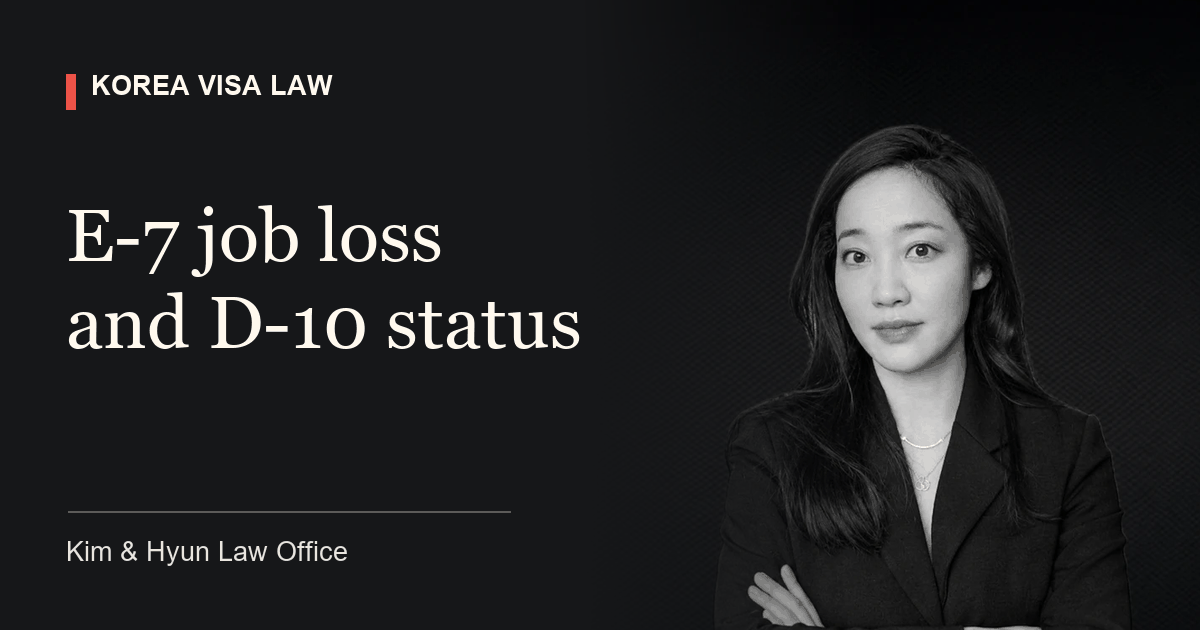 KOREA VISA LAW
E-7 job loss
and D-10 status
Kim & Hyun Law Office